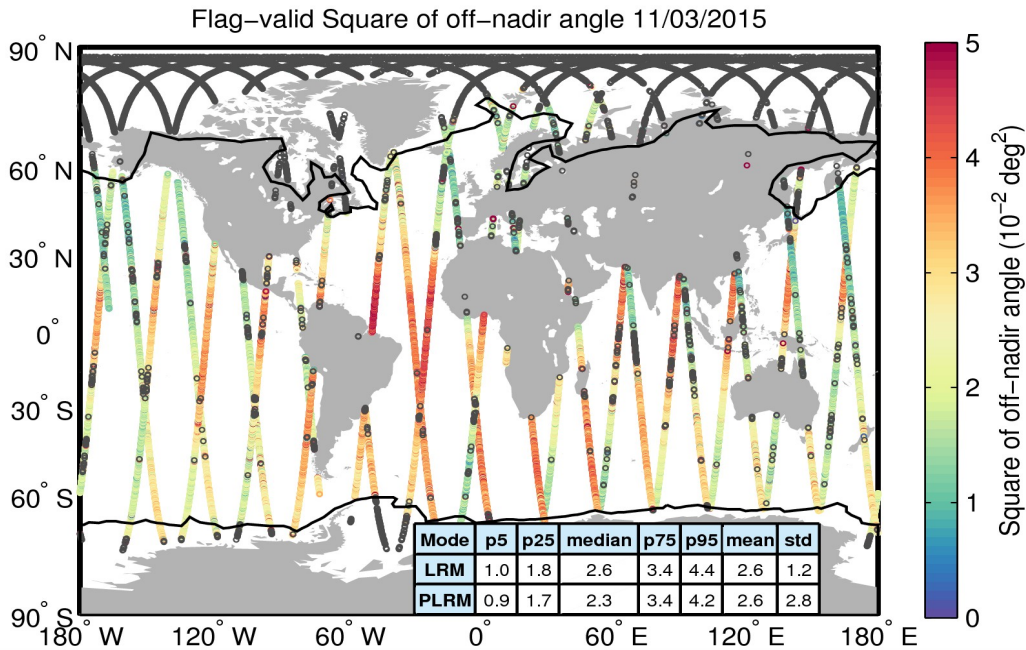 Flag−valid Square of off−nadir angle 11/03/2015
90° N
60° N
30° N
0°
30° S
60° S
90° S
180° W
120° W
60° W
0°
60° E
120° E
180° E
Mode p5 p25 median p75 p95 mean std
LRM 1.0 1.8 2.6 3.4 4.4 2.6 1.2
PLRM 0.9 1.7 2.3 3.4 4.2 2.6 2.8
5
4
3
2
1
0
Square of off−nadir angle (10⁻² deg²)